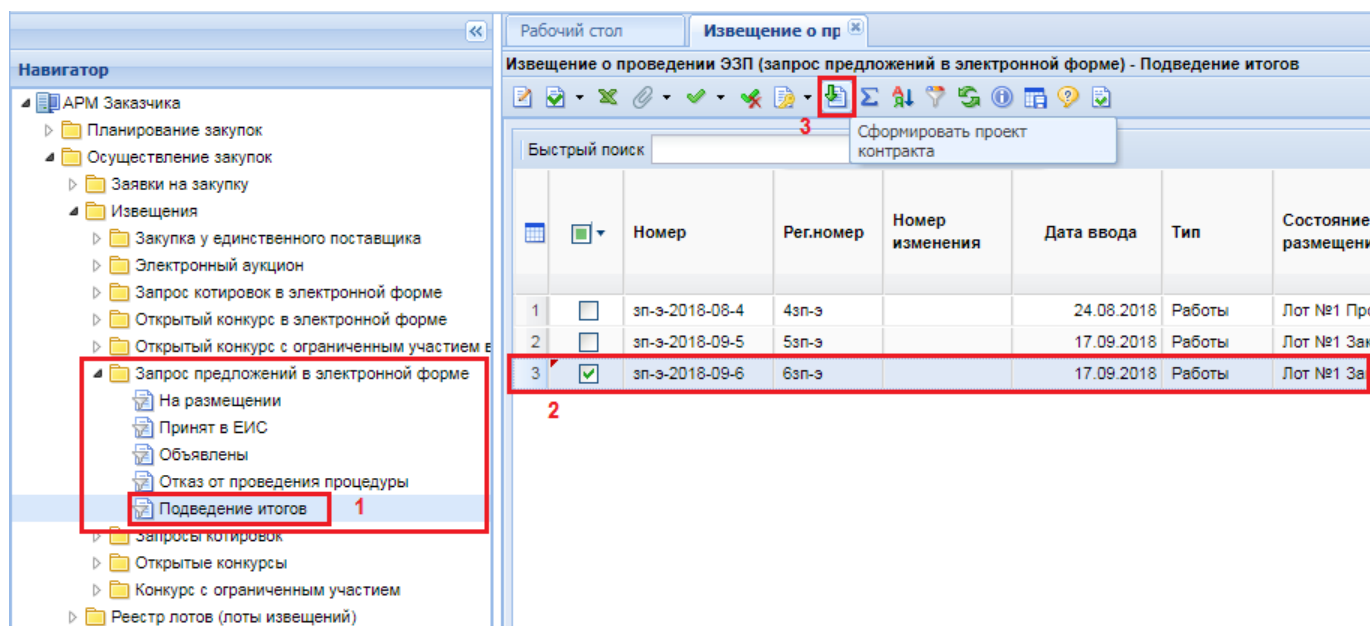 Навигатор
АРМ Заказчика
Планирование закупок
Осуществление закупок
Заявки на закупку
Извещения
Закупка у единственного поставщика
Электронный аукцион
Запрос котировок в электронной форме
Открытый конкурс в электронной форме
Открытый конкурс с ограниченным участием в
Запрос предложений в электронной форме
На размещении
Принят в ЕИС
Объявлены
Отказ от проведения процедуры
Подведение итогов 1
Запросы котировок
Открытые конкурсы
Конкурс с ограниченным участием
Реестр лотов (лоты извещений)
Рабочий стол Извещение о пр
Извещение о проведении ЭЗП (запрос предложений в электронной форме) - Подведение итогов
3
Сформировать проект
контракта
Быстрый поиск
Номер Рег.номер Номер изменения Дата ввода Тип Состояние размещени
1 зп-э-2018-08-4 4зп-э 24.08.2018 Работы Лот №1 Про
2 зп-э-2018-09-5 5зп-э 17.09.2018 Работы Лот №1 Зак
3 зп-э-2018-09-6 6зп-э 17.09.2018 Работы Лот №1 За
2